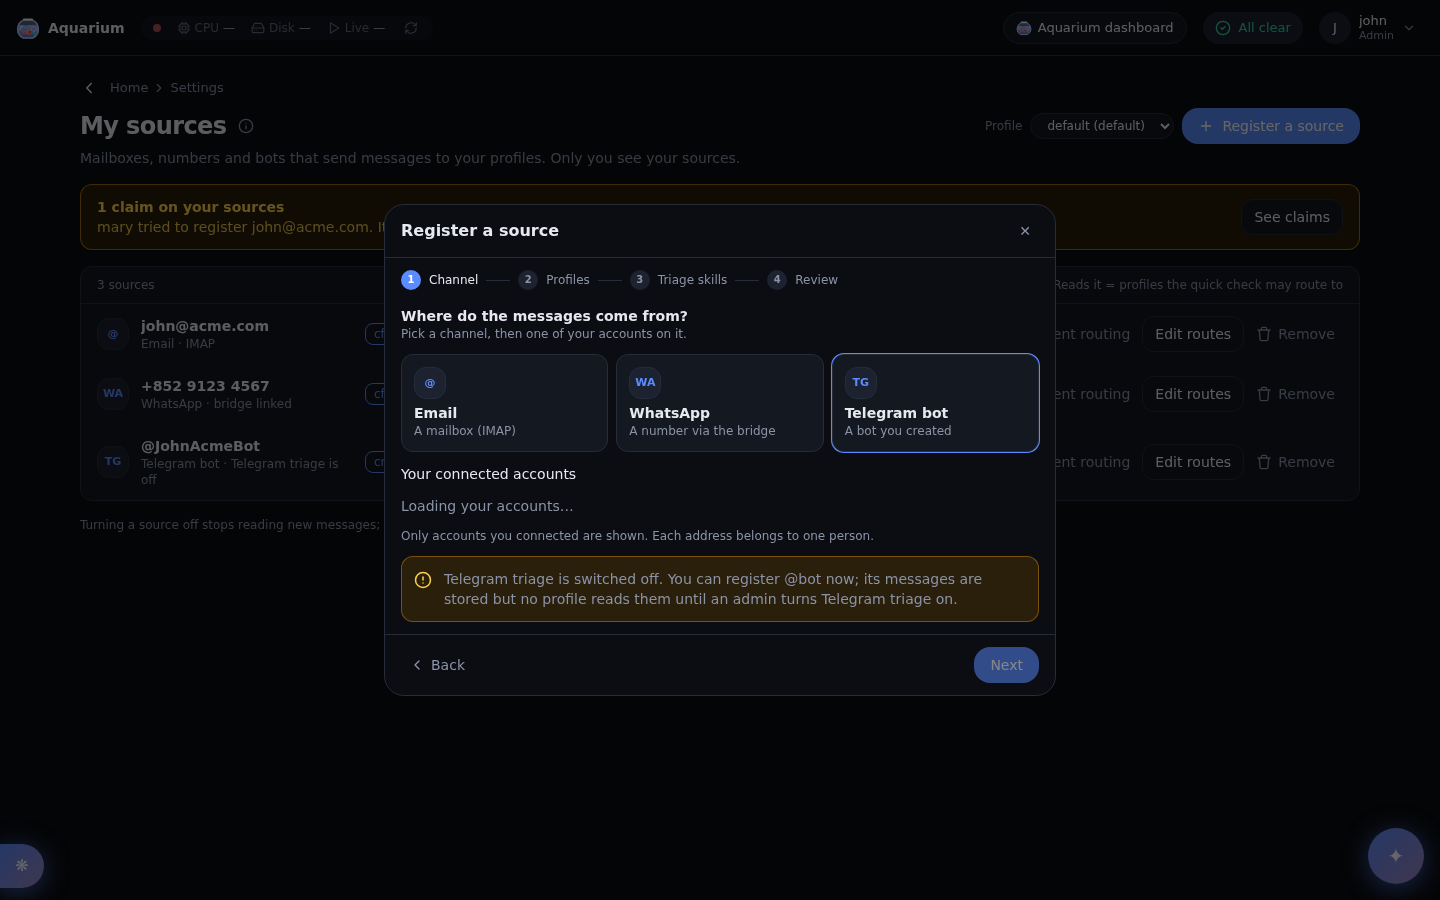 Aquarium
CPU —
Disk —
Live —
Aquarium dashboard
All clear
J
john
Admin
Home
Settings
My sources
Profile
default (default)
Register a source
Mailboxes, numbers and bots that send messages to your profiles. Only you see your sources.
1 claim on your sources
mary tried to register john@acme.com.
See claims
3 sources
Reads it = profiles the quick check may route to
@
john@acme.com
Email · IMAP
routing
Edit routes
Remove
WA
+852 9123 4567
WhatsApp · bridge linked
routing
Edit routes
Remove
TG
@JohnAcmeBot
Telegram bot · Telegram triage is
off
routing
Edit routes
Remove
Turning a source off stops reading new messages;
Register a source
×
1 Channel
2 Profiles
3 Triage skills
4 Review
Where do the messages come from?
Pick a channel, then one of your accounts on it.
@
Email
A mailbox (IMAP)
WA
WhatsApp
A number via the bridge
TG
Telegram bot
A bot you created
Your connected accounts
Loading your accounts…
Only accounts you connected are shown. Each address belongs to one person.
Telegram triage is switched off. You can register @bot now; its messages are
stored but no profile reads them until an admin turns Telegram triage on.
Back
Next